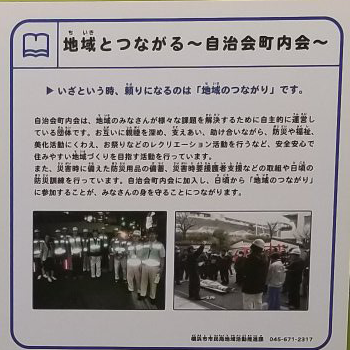 地域とつながる～自治会町内会～
▶ いざという時、頼りになるのは「地域のつながり」です。
自治会町内会は、地域のみなさんが様々な課題を解決するために自主的に運営し
ている団体です。お互いに親睦を深め、支えあい、助け合いながら、防災や福祉、
美化活動にくわえ、お祭りなどのレクリエーション活動を行うなど、安全安心で
住みやすい地域づくりを目指す活動を行っています。
また、災害時に備えた防災用品の備蓄、災害時要援護者支援などの取組や日頃の
防災訓練を行っています。自治会町内会に加入し、日頃から「地域のつながり」
に参加することが、みなさんの身を守ることにつながります。
横浜市市民局地域活動推進課 045-671-2317